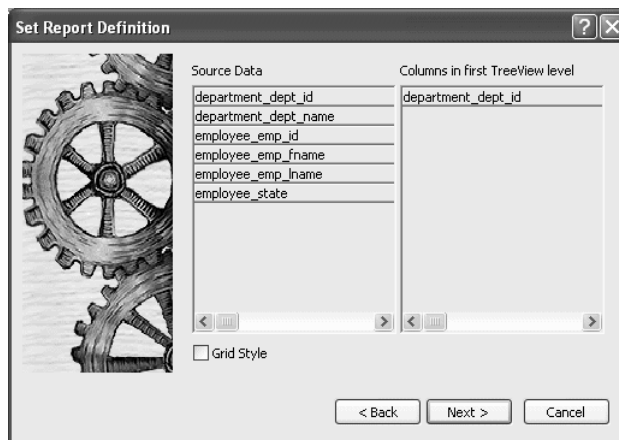 Set Report Definition
Source Data
department_dept_id
department_dept_name
employee_emp_id
employee_emp_fname
employee_emp_lname
employee_state
Columns in first TreeView level
department_dept_id
Grid Style
< Back
Next >
Cancel